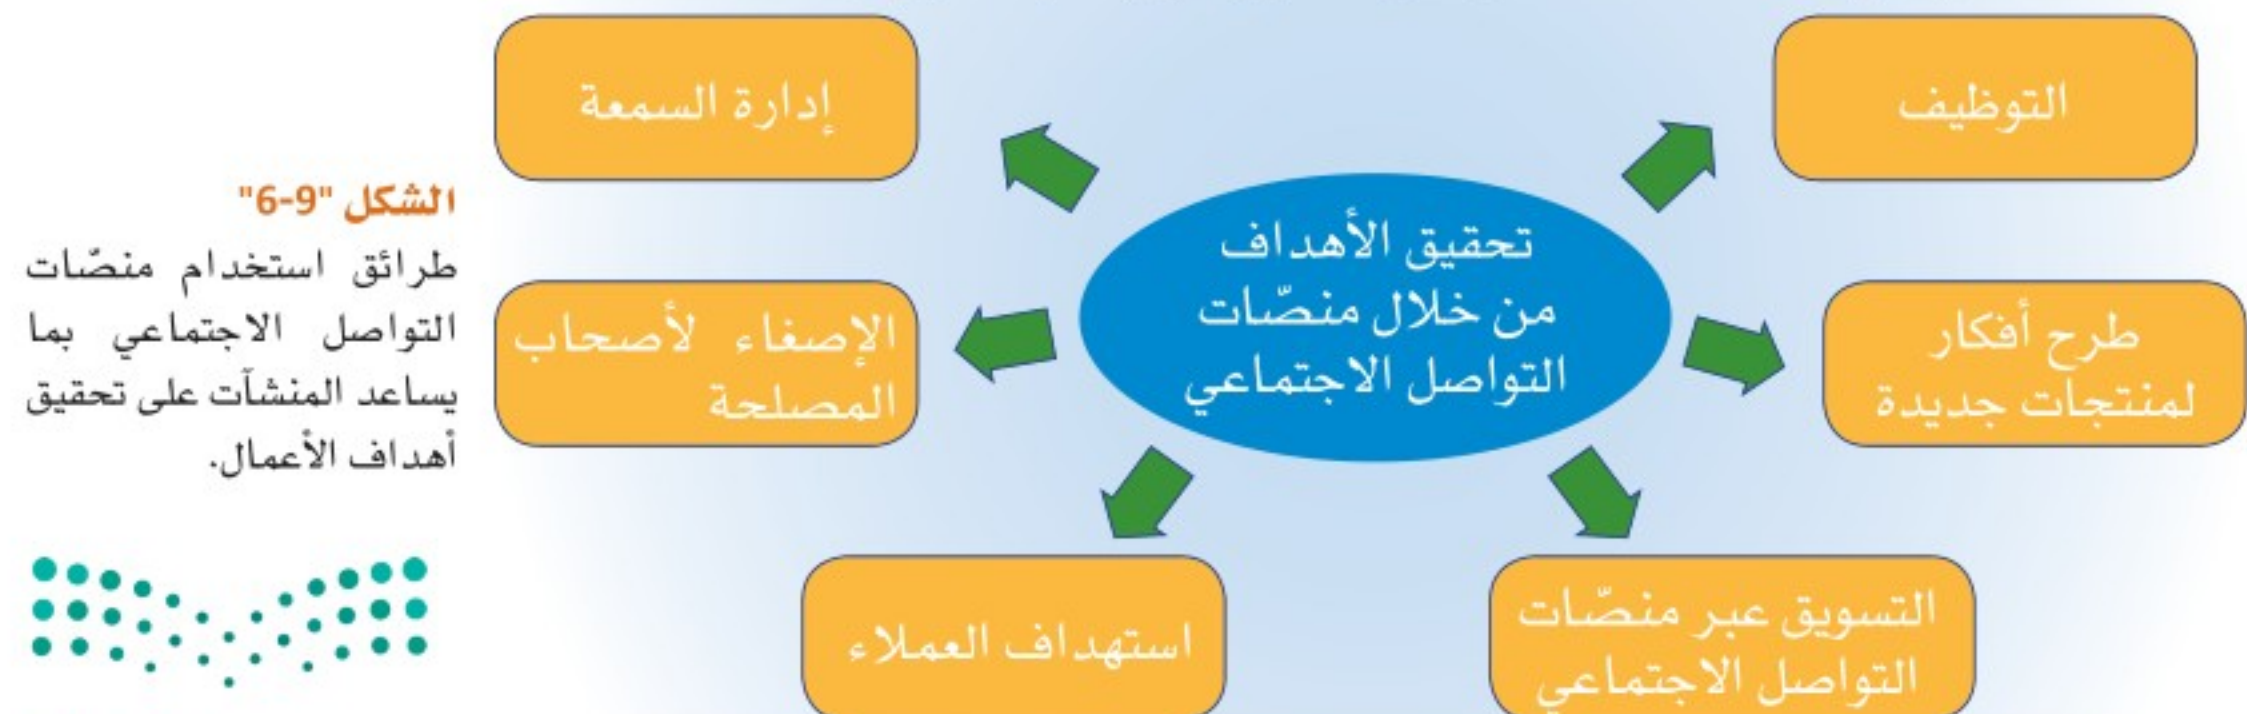 التوظيف
إدارة السمعة
تحقيق الأهداف
من خلال منصّات
التواصل الاجتماعي
طرح أفكار
لمنتجات جديدة
الإصغاء لأصحاب
المصلحة
التسويق عبر منصّات
التواصل الاجتماعي
استهداف العملاء
الشكل "9-6"
طرائق استخدام منصّات
التواصل الاجتماعي بما
يساعد المنشآت على تحقيق
أهداف الأعمال.